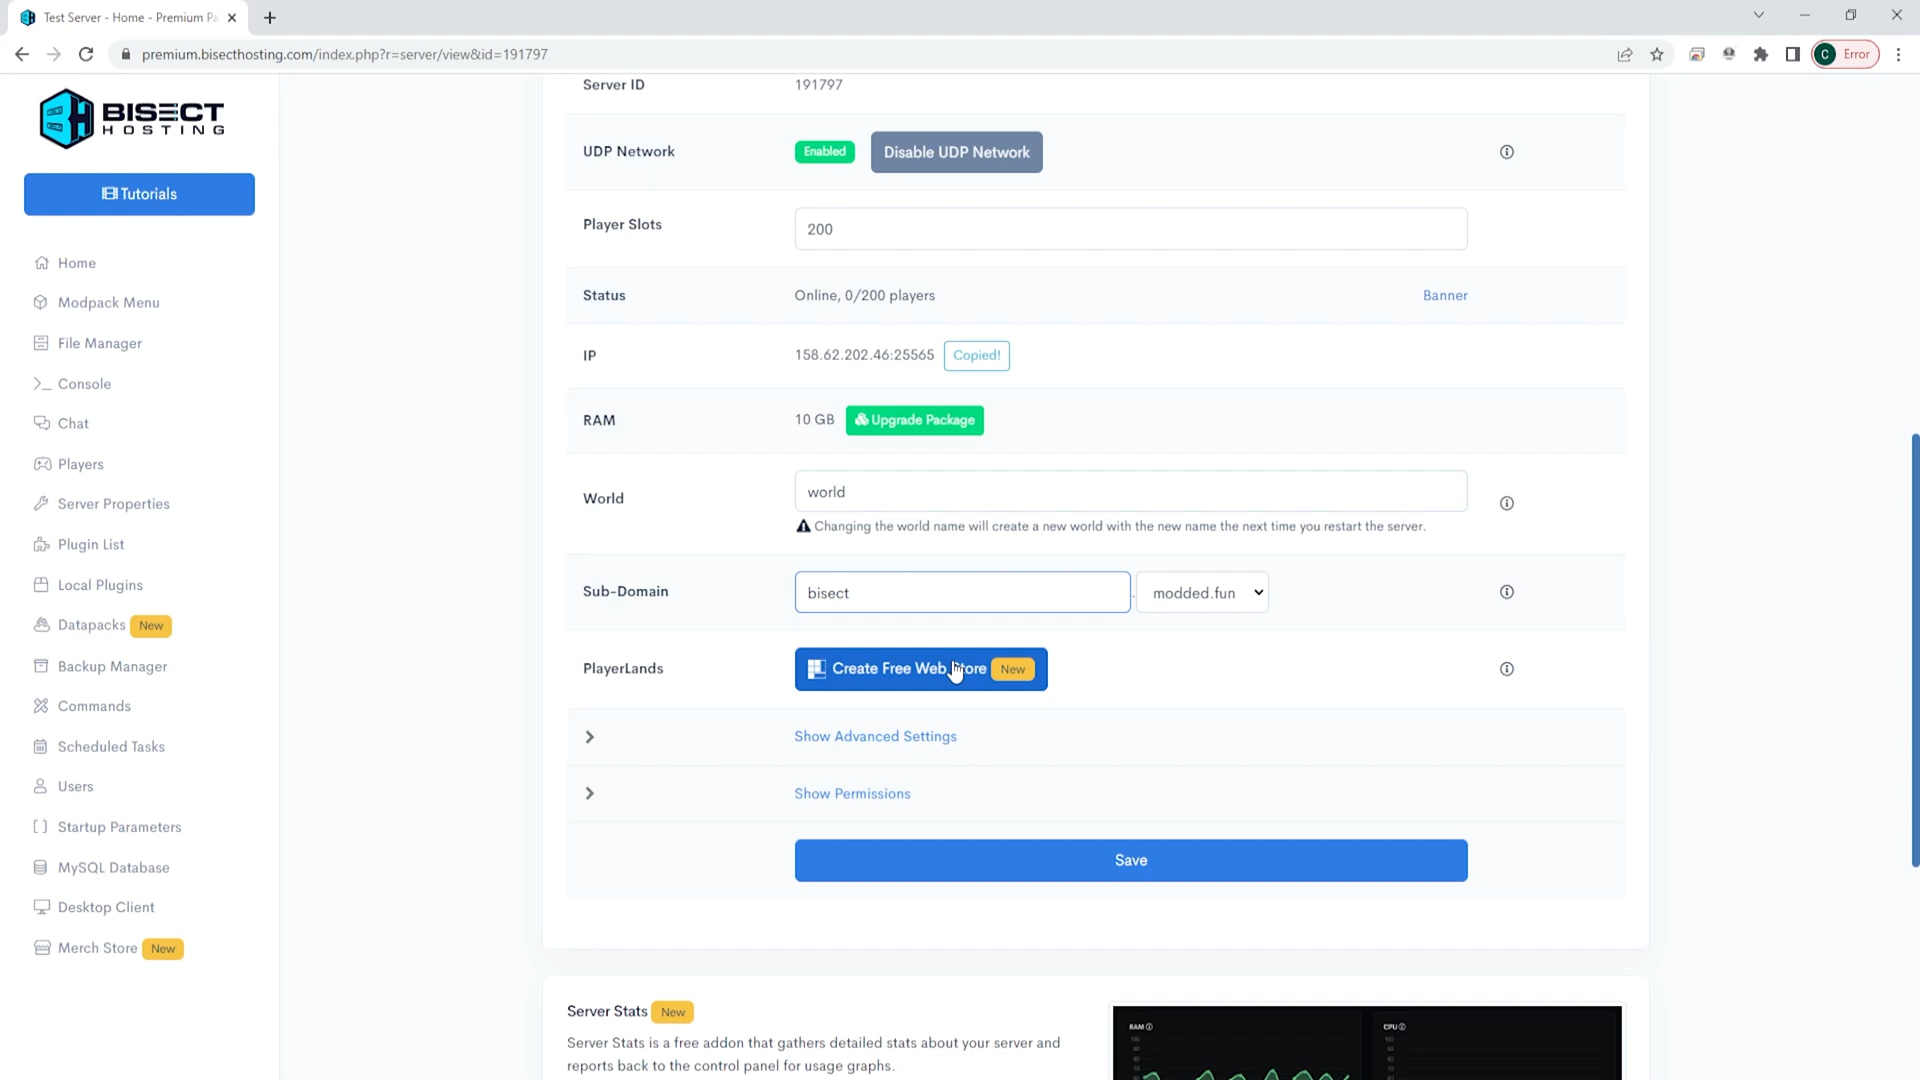 Test Server - Home - Premium Pa
premium.bisecthosting.com/index.php?r=server/view&id=191797
C Error
BISECT
HOSTING
Tutorials
Home
Modpack Menu
File Manager
Console
Chat
Players
Server Properties
Plugin List
Local Plugins
Datapacks New
Backup Manager
Commands
Scheduled Tasks
Users
Startup Parameters
MySQL Database
Desktop Client
Merch Store New
Server ID 191797
UDP Network Enabled Disable UDP Network
Player Slots 200
Status Online, 0/200 players Banner
IP 158.62.202.46:25565 Copied!
RAM 10 GB Upgrade Package
World world
Changing the world name will create a new world with the new name the next time you restart the server.
Sub-Domain bisect . modded.fun
PlayerLands Create Free Web Store New
Show Advanced Settings
Show Permissions
Save
Server Stats New
Server Stats is a free addon that gathers detailed stats about your server and
reports back to the control panel for usage graphs.
RAM CPU